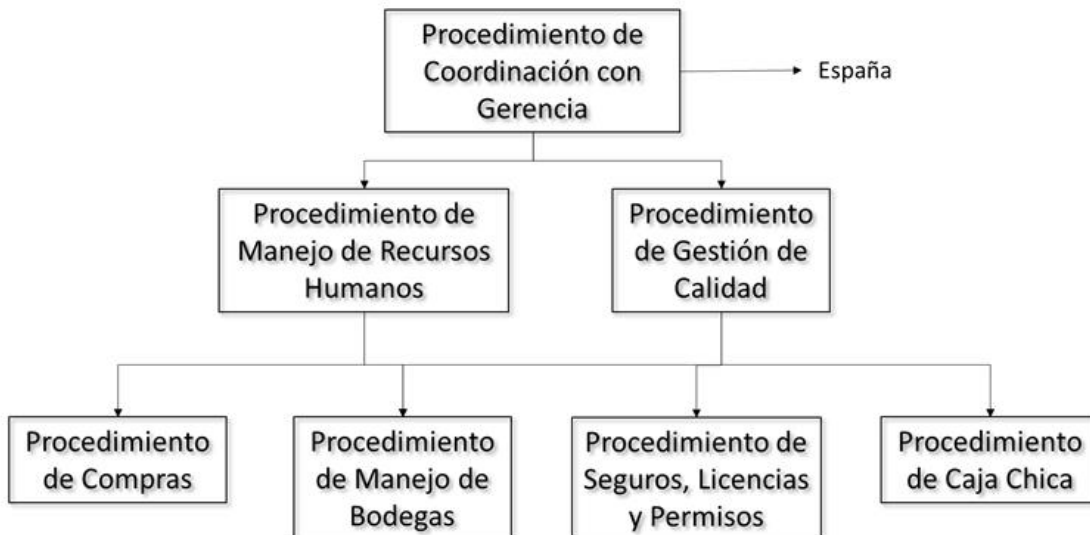 Procedimiento de
Coordinación con
Gerencia
España
Procedimiento de
Manejo de Recursos
Humanos
Procedimiento
de Gestión de
Calidad
Procedimiento
de Compras
Procedimiento
de Manejo de
Bodegas
Procedimiento de
Seguros, Licencias
y Permisos
Procedimiento
de Caja Chica